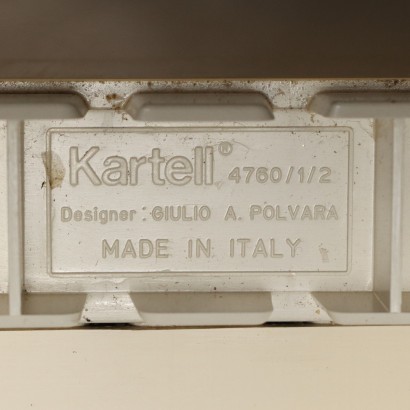 Kartell® 4760/1/2
Designer : GIULIO A. POLVARA
MADE IN ITALY